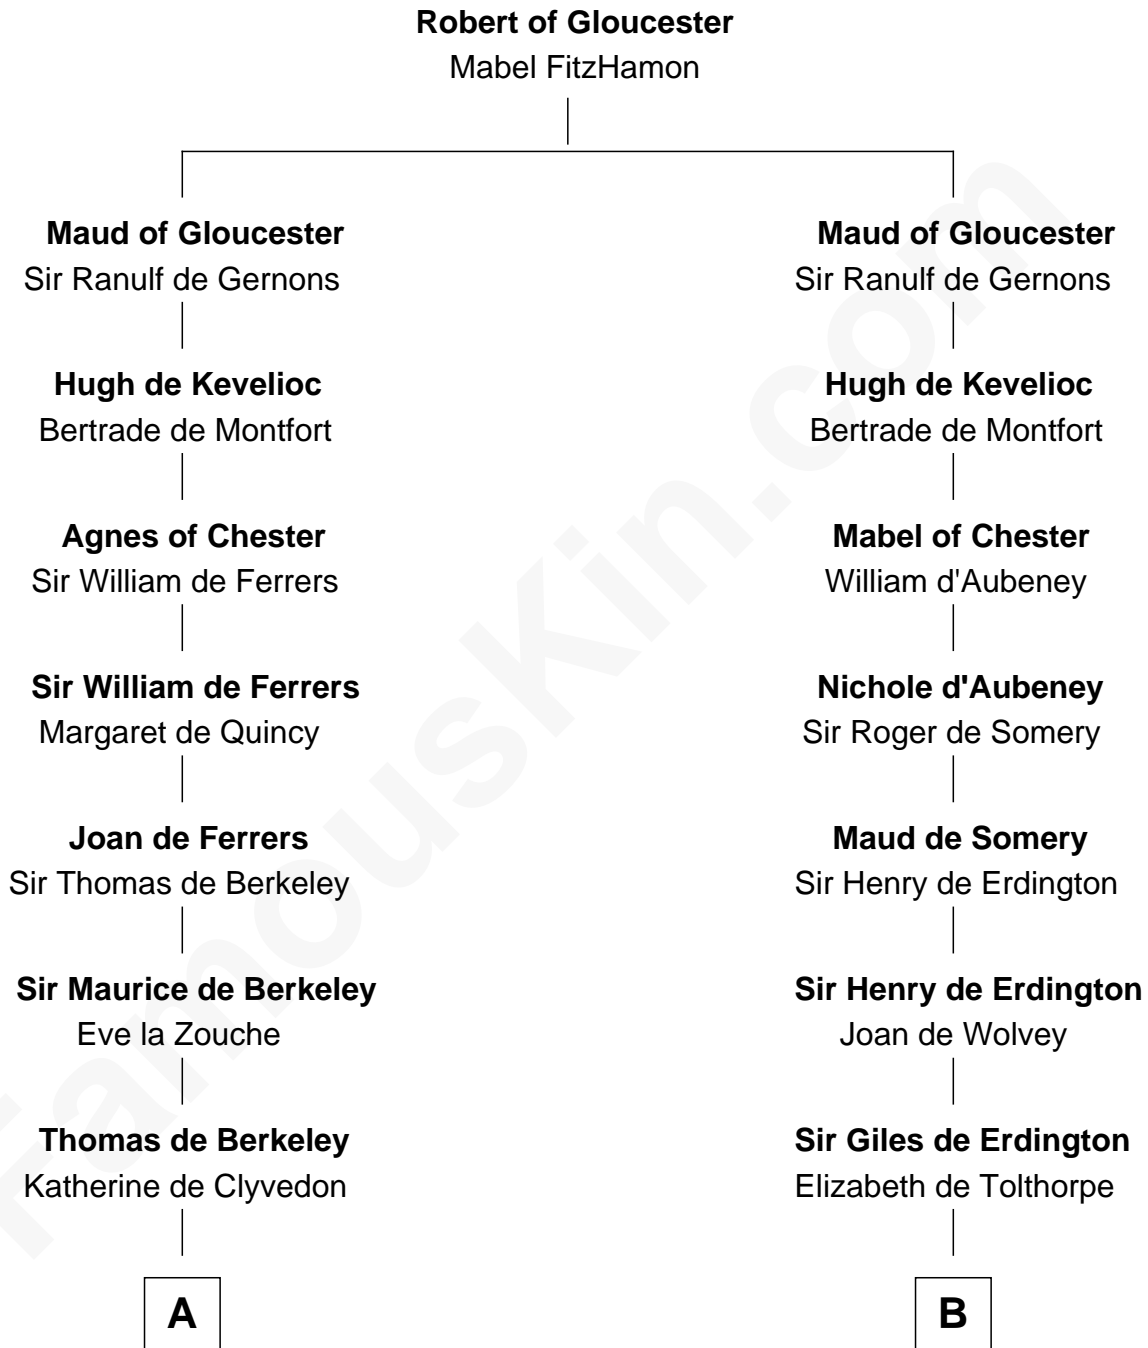 Robert of Gloucester
Mabel FitzHamon
Maud of Gloucester
Sir Ranulf de Gernons
Hugh de Kevelioc
Bertrade de Montfort
Agnes of Chester
Sir William de Ferrers
Sir William de Ferrers
Margaret de Quincy
Joan de Ferrers
Sir Thomas de Berkeley
Sir Maurice de Berkeley
Eve la Zouche
Thomas de Berkeley
Katherine de Clyvedon
A
Maud of Gloucester
Sir Ranulf de Gernons
Hugh de Kevelioc
Bertrade de Montfort
Mabel of Chester
William d'Aubeney
Nichole d'Aubeney
Sir Roger de Somery
Maud de Somery
Sir Henry de Erdington
Sir Henry de Erdington
Joan de Wolvey
Sir Giles de Erdington
Elizabeth de Tolthorpe
B
FamousKin.com